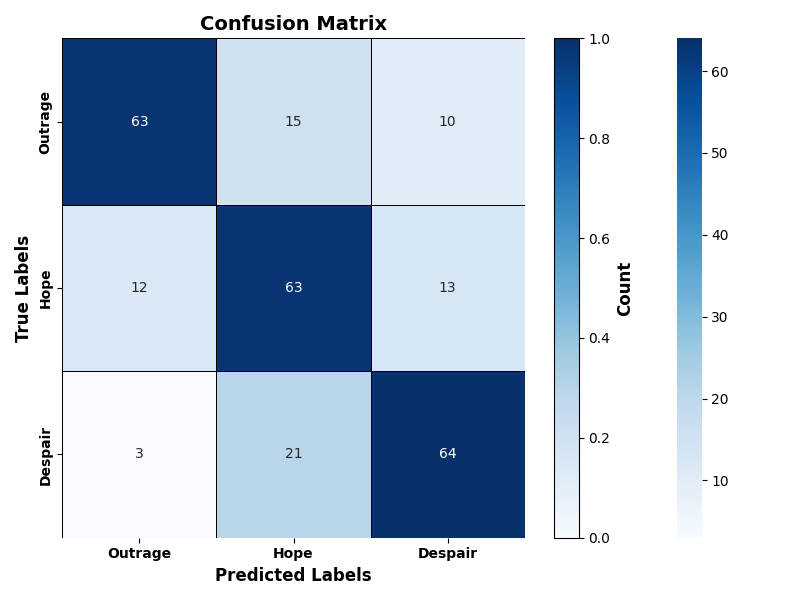 Confusion Matrix
Outrage
63
15
10
Hope
12
63
13
Despair
3
21
64
True Labels
Outrage
Hope
Despair
Predicted Labels
1.0
0.8
0.6
0.4
0.2
0.0
Count
60
50
40
30
20
10